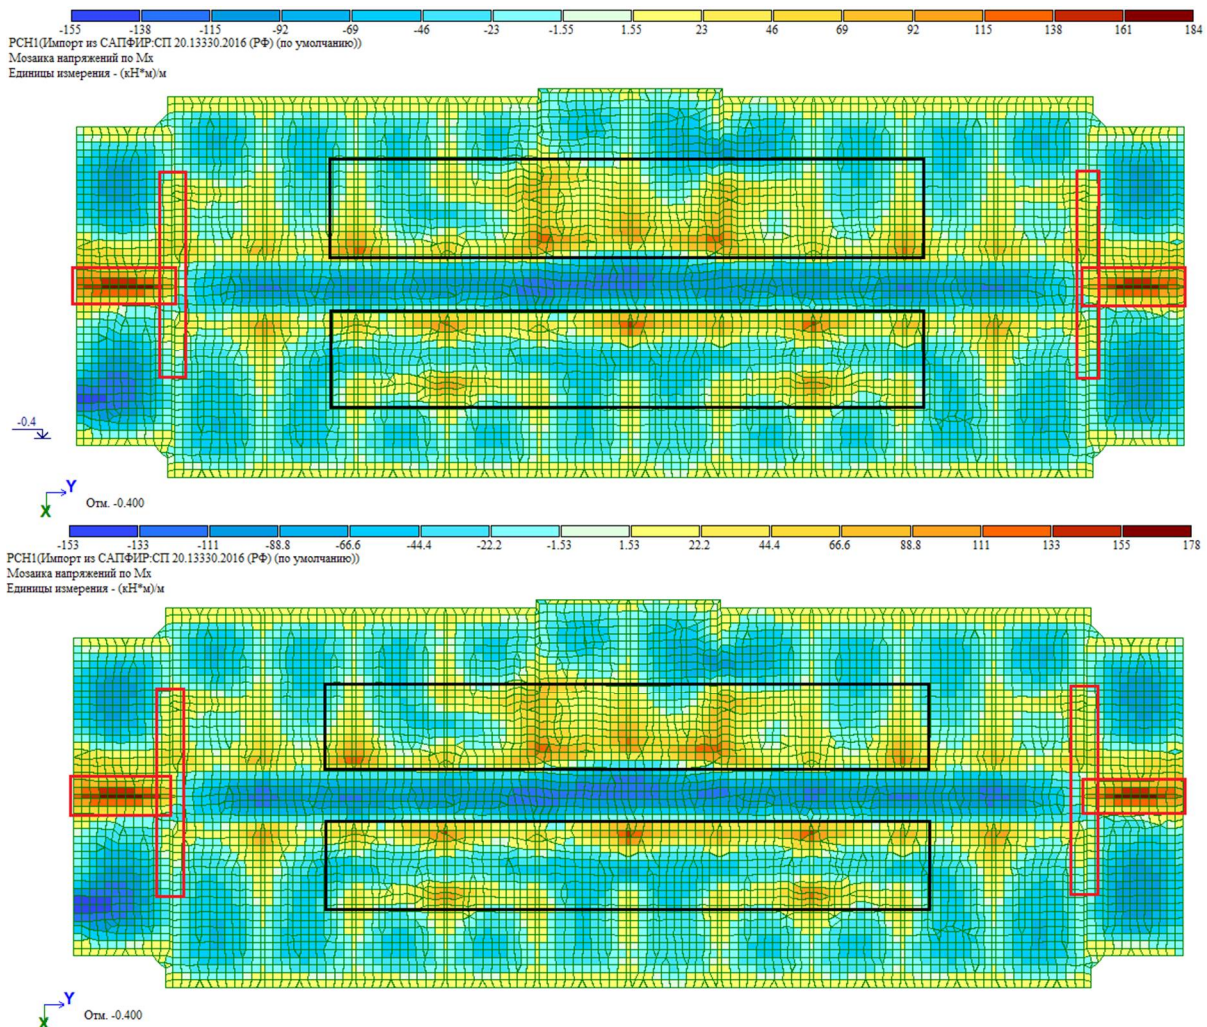 -155 -138 -115 -92 -69 -46 -23 -1.55 1.55 23 46 69 92 115 138 161 184
РСН1(Импорт из САПФИР:СП 20.13330.2016 (РФ) (по умолчанию))
Мозаика напряжений по Mx
Единицы измерения - (кН*м)/м
-0.4
Y
X
Отм. -0.400
-153 -133 -111 -88.8 -66.6 -44.4 -22.2 -1.53 1.53 22.2 44.4 66.6 88.8 111 133 155 178
РСН1(Импорт из САПФИР:СП 20.13330.2016 (РФ) (по умолчанию))
Мозаика напряжений по Mx
Единицы измерения - (кН*м)/м
Y
X
Отм. -0.400